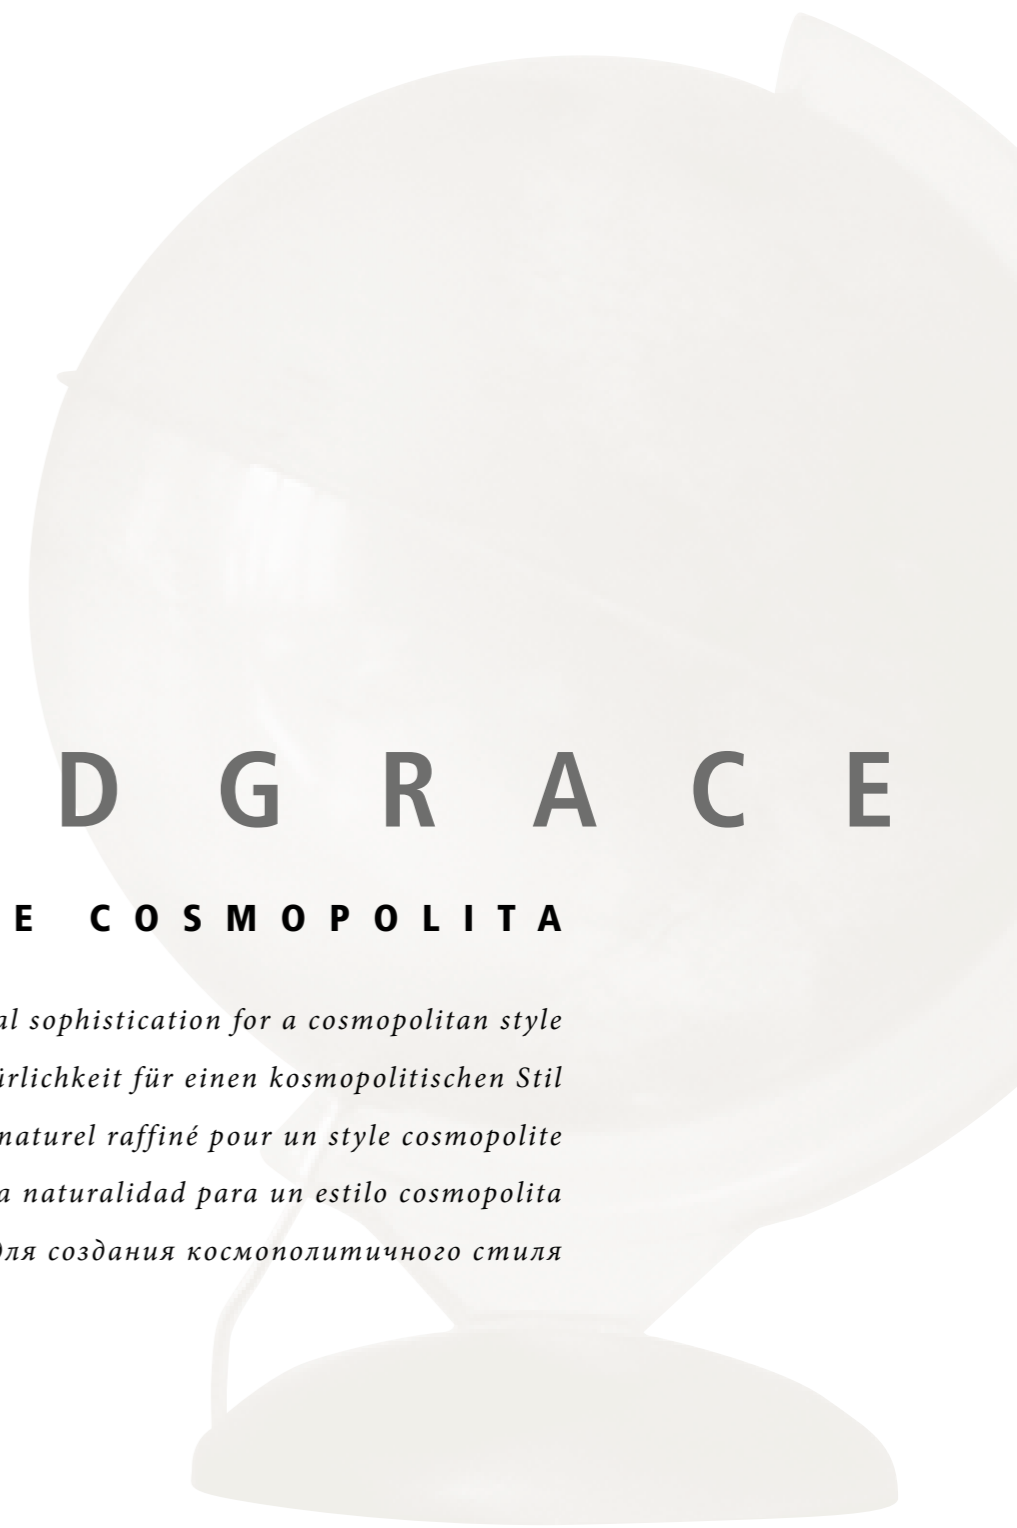 D G R A C E
E COSMOPOLITA
al sophistication for a cosmopolitan style
ürlichkeit für einen kosmopolitischen Stil
naturel raffiné pour un style cosmopolite
a naturalidad para un estilo cosmopolita
для создания космополитичного стиля